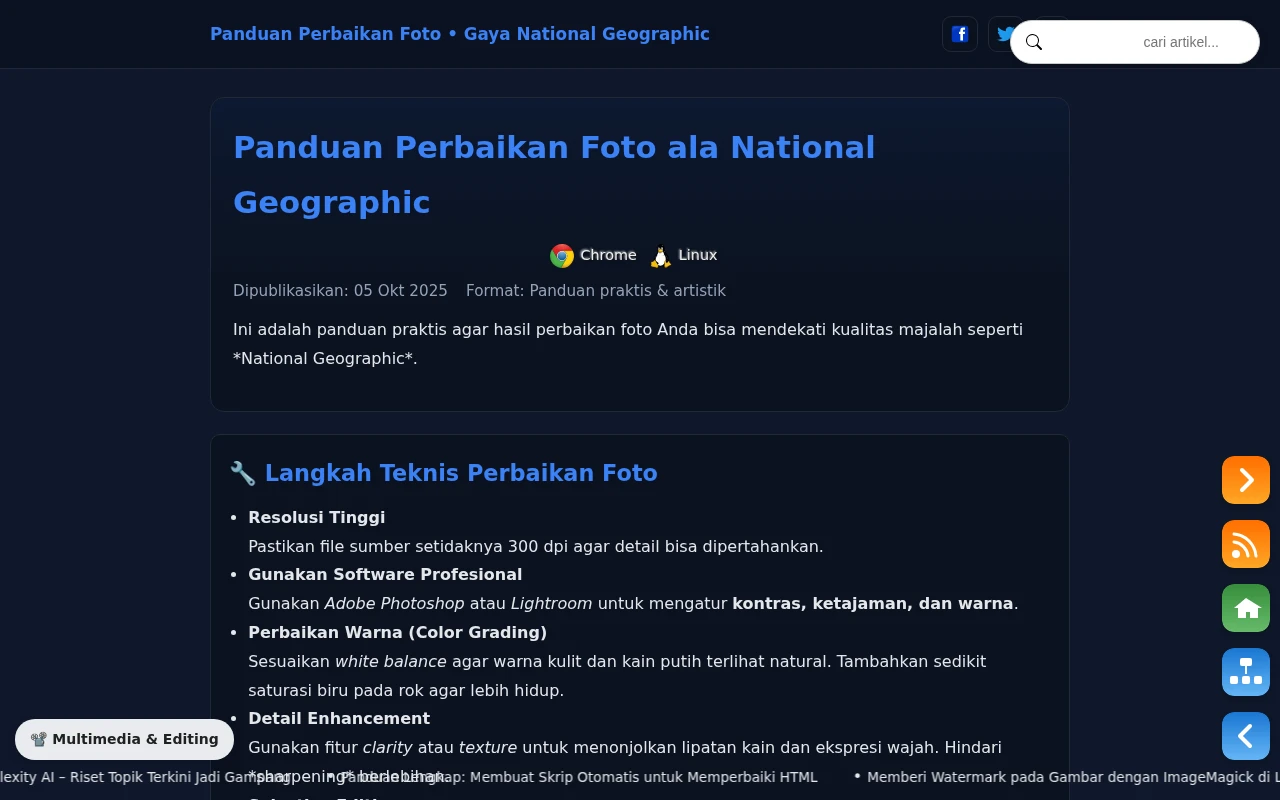 Panduan Perbaikan Foto • Gaya National Geographic
cari artikel...
Panduan Perbaikan Foto ala National
Geographic
Chrome Linux
Dipublikasikan: 05 Okt 2025 Format: Panduan praktis & artistik
Ini adalah panduan praktis agar hasil perbaikan foto Anda bisa mendekati kualitas majalah seperti
*National Geographic*.
🔧 Langkah Teknis Perbaikan Foto
• Resolusi Tinggi
Pastikan file sumber setidaknya 300 dpi agar detail bisa dipertahankan.
• Gunakan Software Profesional
Gunakan Adobe Photoshop atau Lightroom untuk mengatur kontras, ketajaman, dan warna.
• Perbaikan Warna (Color Grading)
Sesuaikan white balance agar warna kulit dan kain putih terlihat natural. Tambahkan sedikit
saturasi biru pada rok agar lebih hidup.
• Detail Enhancement
Gunakan fitur clarity atau texture untuk menonjolkan lipatan kain dan ekspresi wajah. Hindari
*sharpening* berlebihan.
📽️ Multimedia & Editing
lexity AI – Riset Topik Terkini Jadi Gampang • Panduan Lengkap: Membuat Skrip Otomatis untuk Memperbaiki HTML • Memberi Watermark pada Gambar dengan ImageMagick di L